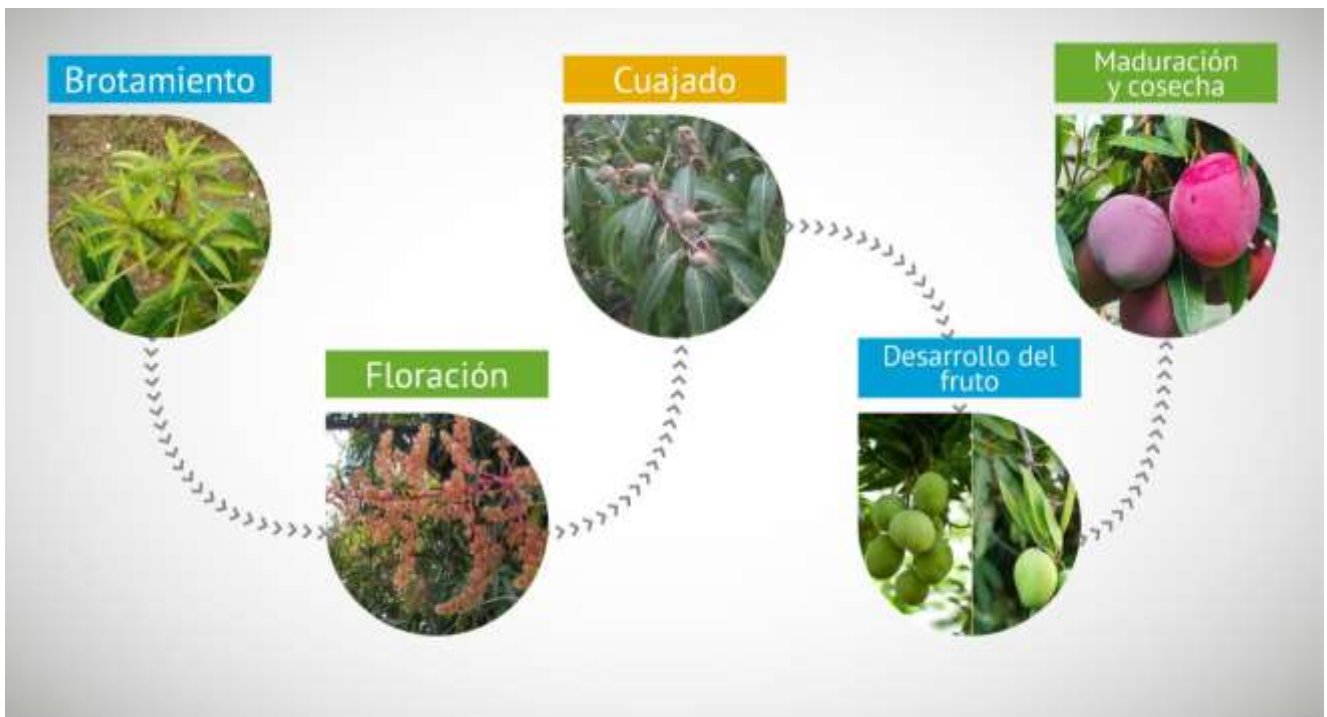 Brotamiento
Floración
Cuajado
Desarrollo del
fruto
Maduración
y cosecha